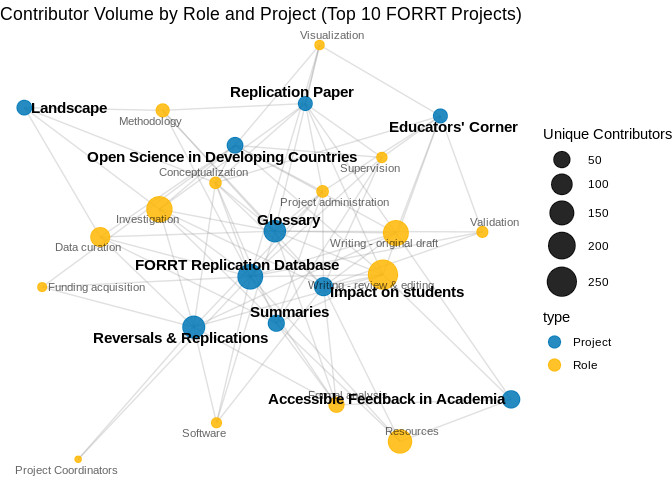 Contributor Volume by Role and Project (Top 10 FORRT Projects)
Visualization
Replication Paper
Landscape
Methodology
Educators' Corner
Open Science in Developing Countries
Supervision
Conceptualization
Project administration
Investigation
Glossary
Validation
Data curation
Writing - original draft
FORRT Replication Database
Funding acquisition
Writing - review & editing
Impact on students
Summaries
Reversals & Replications
Formal analysis
Accessible Feedback in Academia
Software
Resources
Project Coordinators
Unique Contributors
50
100
150
200
250
type
Project
Role